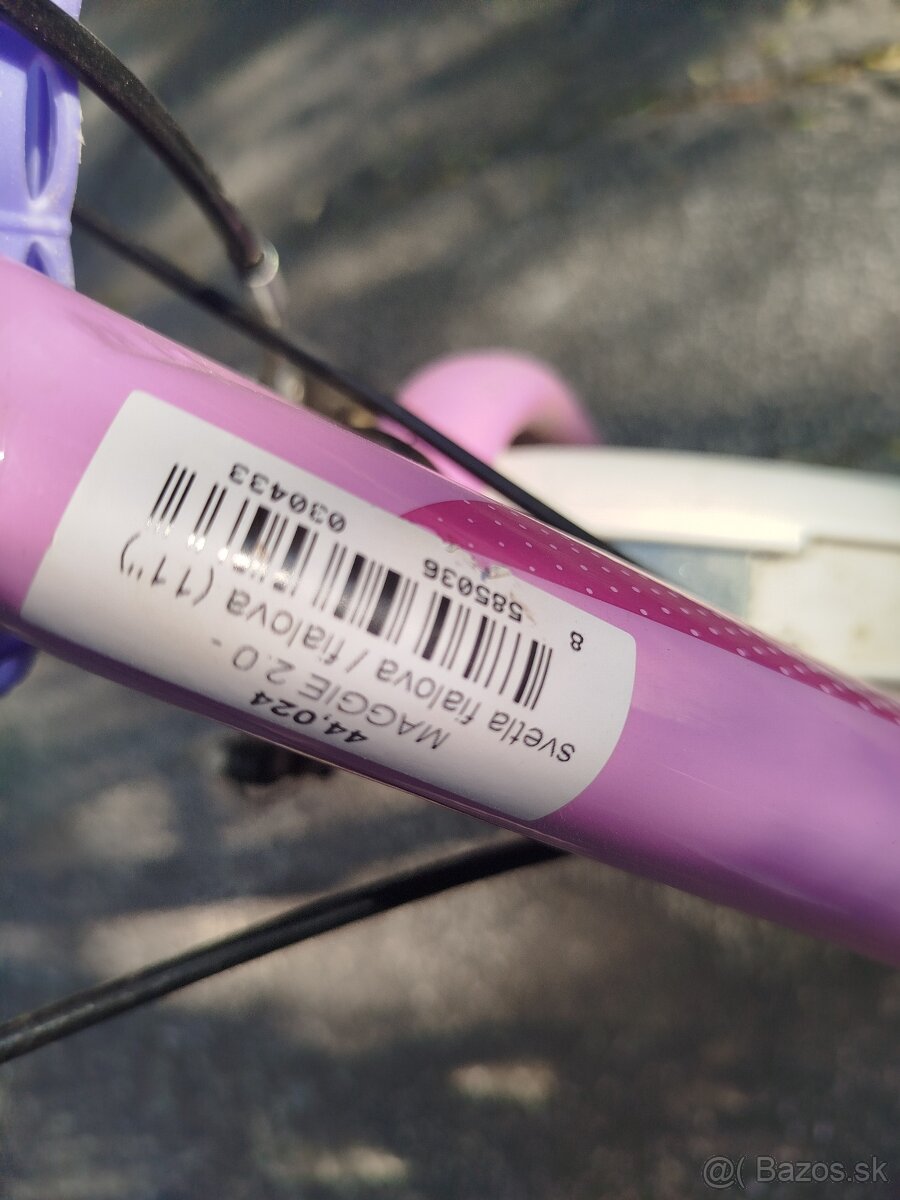 44,024
MAGGIE 2.0 -
svetla fialova / fialova (11")
8 585036 030433
@( Bazos.sk